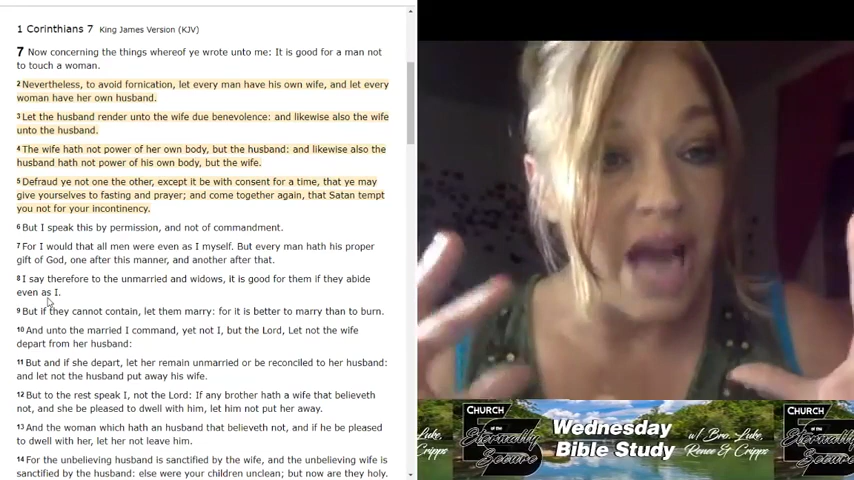 1 Corinthians 7 King James Version (KJV)
7 Now concerning the things whereof ye wrote unto me: It is good for a man not
to touch a woman.
2 Nevertheless, to avoid fornication, let every man have his own wife, and let every
woman have her own husband.
3 Let the husband render unto the wife due benevolence: and likewise also the wife
unto the husband.
4 The wife hath not power of her own body, but the husband: and likewise also the
husband hath not power of his own body, but the wife.
5 Defraud ye not one the other, except it be with consent for a time, that ye may
give yourselves to fasting and prayer; and come together again, that Satan tempt
you not for your incontinency.
6 But I speak this by permission, and not of commandment.
7 For I would that all men were even as I myself. But every man hath his proper
gift of God, one after this manner, and another after that.
8 I say therefore to the unmarried and widows, it is good for them if they abide
even as I.
9 But if they cannot contain, let them marry: for it is better to marry than to burn.
10 And unto the married I command, yet not I, but the Lord, Let not the wife
depart from her husband:
11 But and if she depart, let her remain unmarried or be reconciled to her husband:
and let not the husband put away his wife.
12 But to the rest speak I, not the Lord: If any brother hath a wife that believeth
not, and she be pleased to dwell with him, let him not put her away.
13 And the woman which hath an husband that believeth not, and if he be pleased
to dwell with her, let her not leave him.
14 For the unbelieving husband is sanctified by the wife, and the unbelieving wife is
sanctified by the husband: else were your children unclean; but now are they holy.
Luke,
Cripps
CHURCH
of the
Eternally
Secure
Wednesday
Bible Study
w/ Bro. Luke,
Renee & Cripps
CHURCH
of the
Eternally
Secure